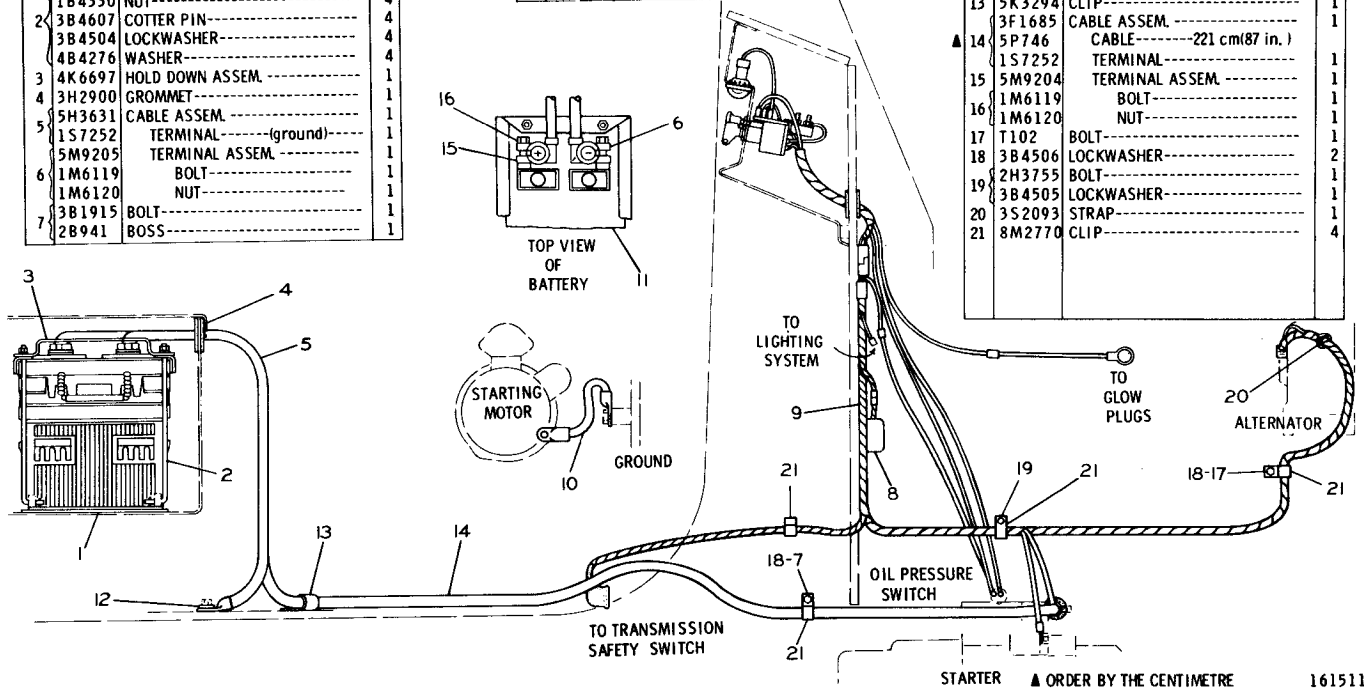 1B4330 NUT 4
2 3B4607 COTTER PIN 4
3B4504 LOCKWASHER 4
4B4276 WASHER 4
3 4K6697 HOLD DOWN ASSEM. 1
4 3H2900 GROMMET 1
5H3631 CABLE ASSEM. 1
5 1S7252 TERMINAL------(ground)---- 1
5M9205 TERMINAL ASSEM. 1
6 1M6119 BOLT 1
1M6120 NUT 1
3B1915 BOLT 1
7 2B941 BOSS 1
13 5K3294 CLIP 1
3F1685 CABLE ASSEM. 1
▲ 14 5P746 CABLE-------221 cm(87 in.)
1S7252 TERMINAL 1
15 5M9204 TERMINAL ASSEM. 1
16 1M6119 BOLT 1
1M6120 NUT 1
17 T102 BOLT 1
18 3B4506 LOCKWASHER 2
19 2H3755 BOLT 1
3B4505 LOCKWASHER 1
20 3S2093 STRAP 1
21 8M2770 CLIP 4
16
6
15
TOP VIEW
OF
BATTERY
11
3
4
5
2
1
12
13
14
STARTING
MOTOR
10
GROUND
TO
LIGHTING
SYSTEM
9
8
TO
GLOW
PLUGS
20
ALTERNATOR
18-17
21
19
21
21
18-7
21
OIL PRESSURE
SWITCH
TO TRANSMISSION
SAFETY SWITCH
STARTER
▲ ORDER BY THE CENTIMETRE
161511